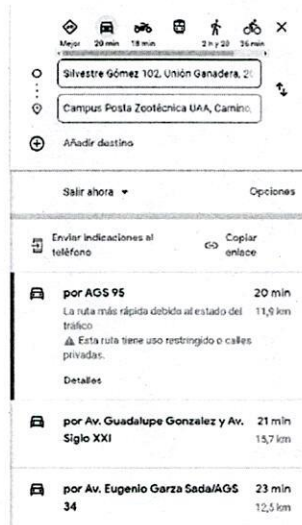 Mejor 20 min 18 min 2 h y 20 36 min
Silvestre Gómez 102, Unión Ganadera, 2
Campus Posta Zootécnica UAA, Camino,
Añadir destino
Salir ahora Opciones
Enviar indicaciones al teléfono
Copiar enlace
por AGS 95 20 min
La ruta más rápida debido al estado del 11,9 km
tráfico
Esta ruta tiene uso restringido o calles
privadas.
Detalles
por Av. Guadalupe Gonzalez y Av. 21 min
Siglo XXI 15,7 km
por Av. Eugenio Garza Sada/AGS 23 min
34 12,5 km